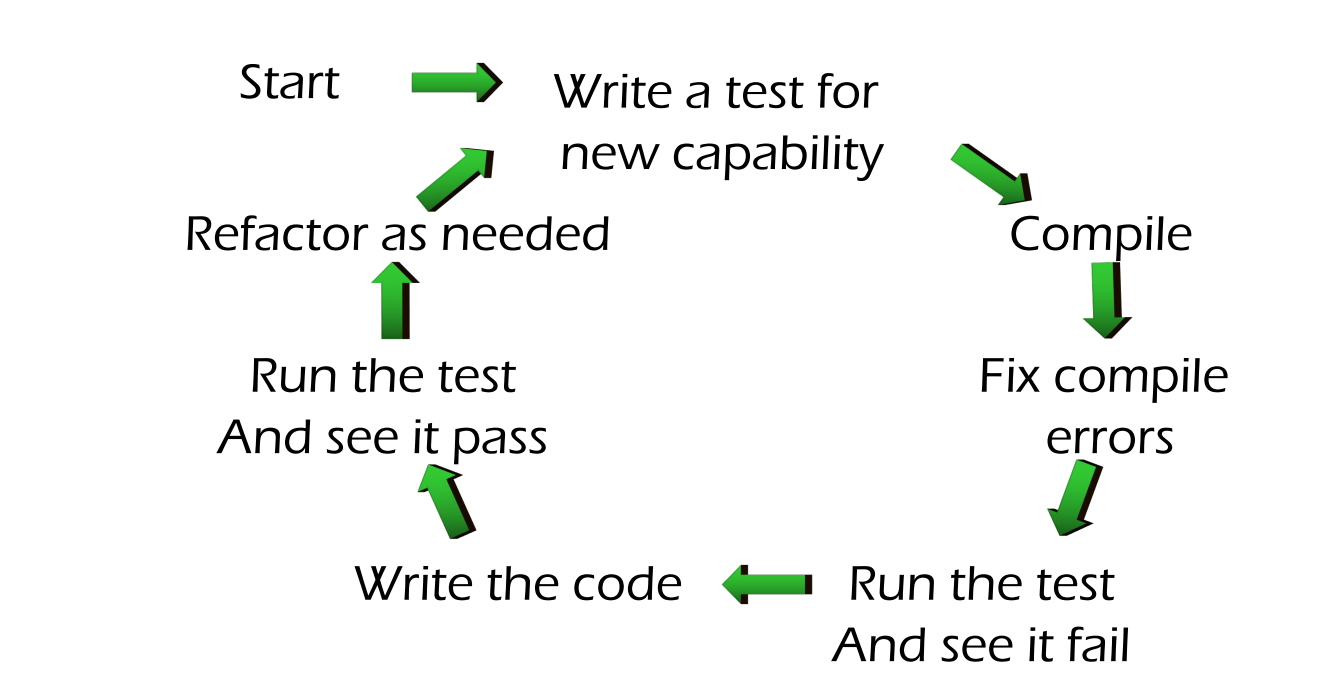 Start
Write a test for
new capability
Compile
Fix compile
errors
Run the test
And see it fail
Write the code
Run the test
And see it pass
Refactor as needed